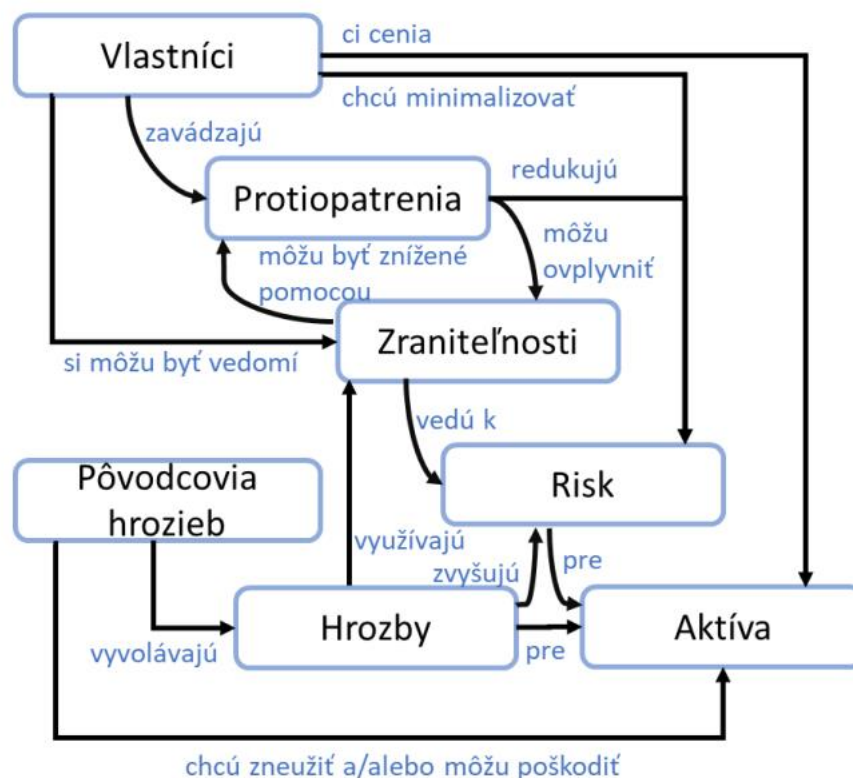 ci cenia
Vlastníci
chcú minimalizovať
zavádzajú
redukujú
Protiopatrenia
môžu
ovplyvniť
môžu byť znížené
pomocou
Zraniteľnosti
si môžu byť vedomí
vedú k
Pôvodcovia
hrozieb
Risk
využívajú
zvyšujú
pre
Hrozby
Aktíva
vyvolávajú
pre
chcú zneužiť a/alebo môžu poškodiť